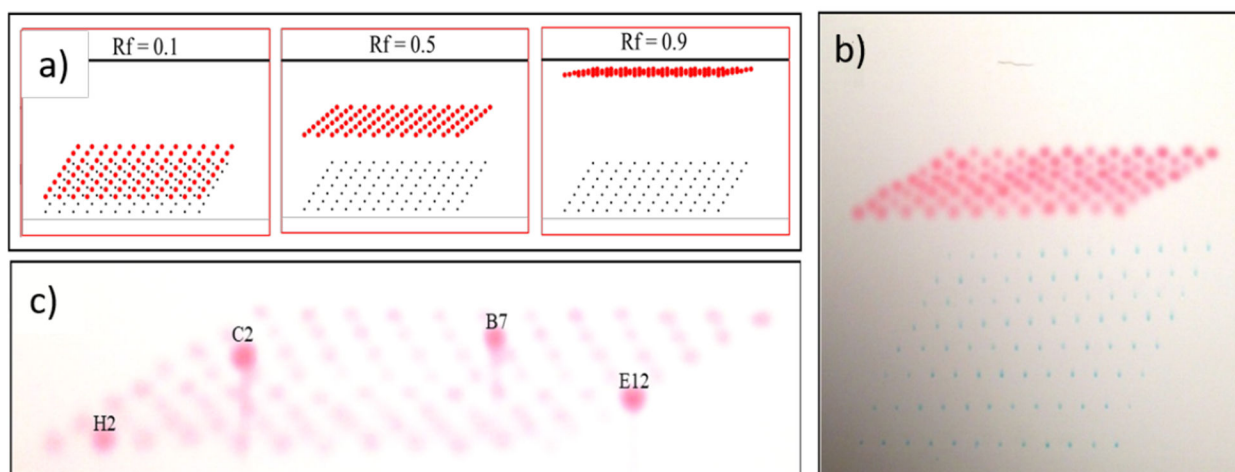 a)
Rf = 0.1
Rf = 0.5
Rf = 0.9
b)
c)
C2
B7
E12
H2